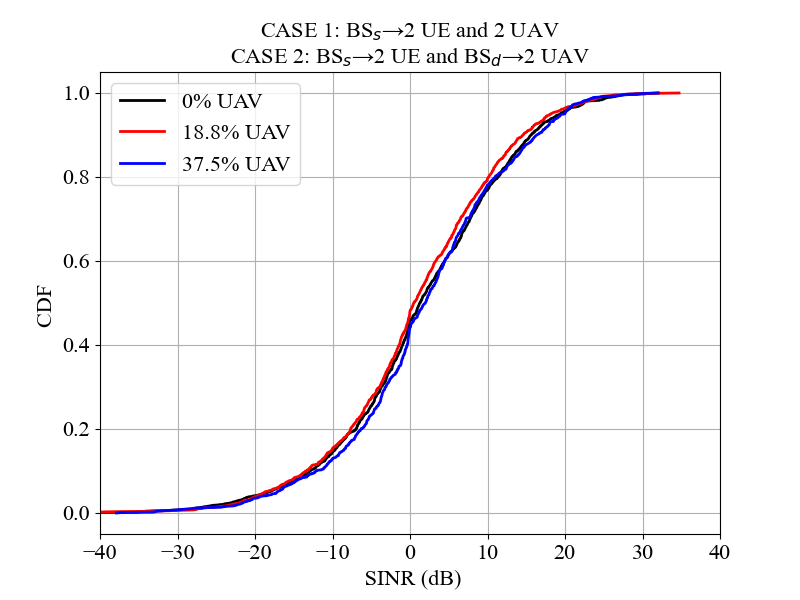 CASE 1: BSₛ→2 UE and 2 UAV
CASE 2: BSₛ→2 UE and BS_d→2 UAV
0% UAV
18.8% UAV
37.5% UAV
CDF
1.0
0.8
0.6
0.4
0.2
0.0
−40 −30 −20 −10 0 10 20 30 40
SINR (dB)